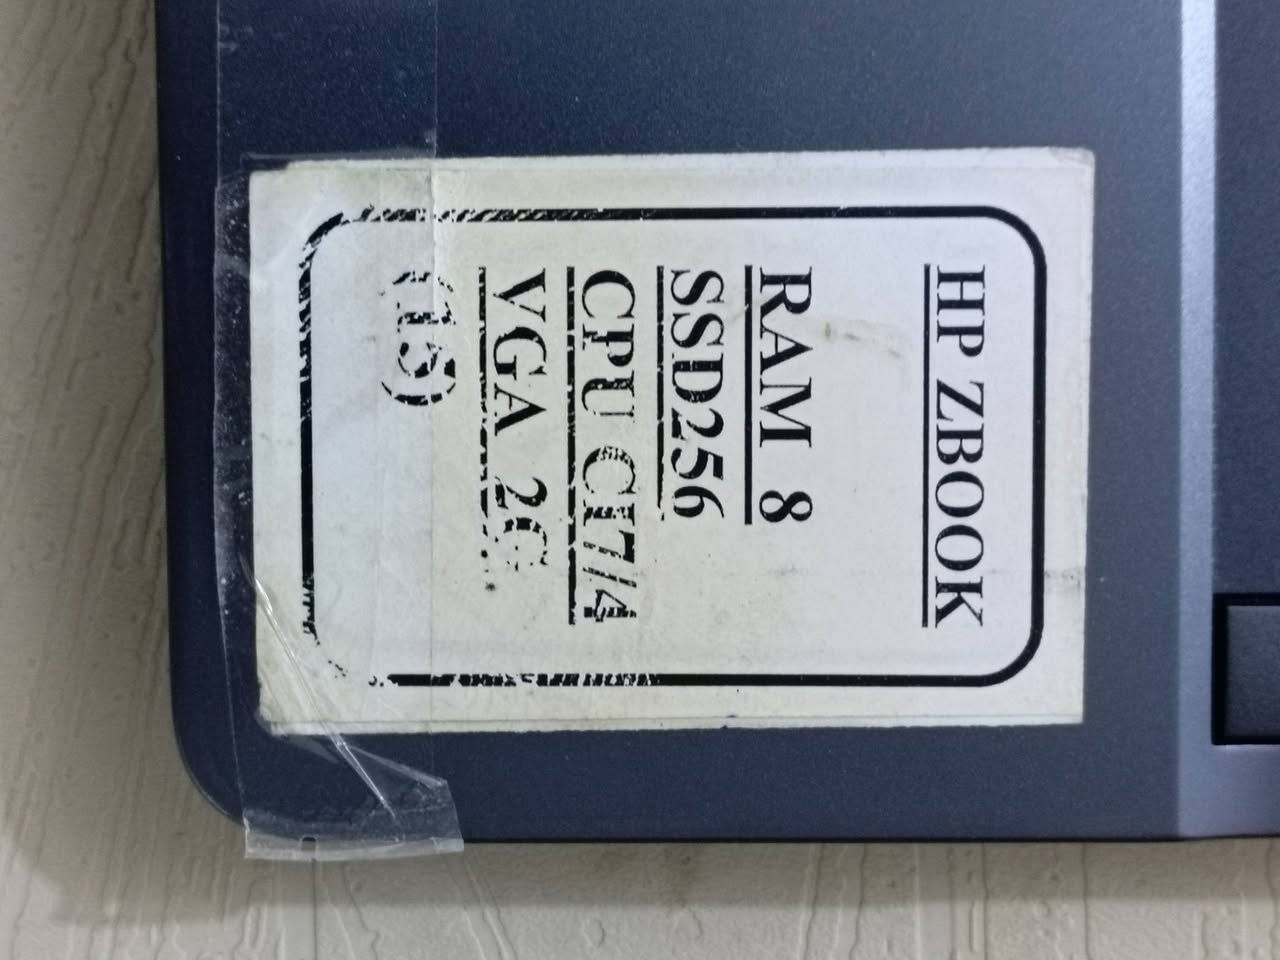 HP ZBOOK
RAM 8
SSD256
CPU CI7/4
VGA 2G
(15)